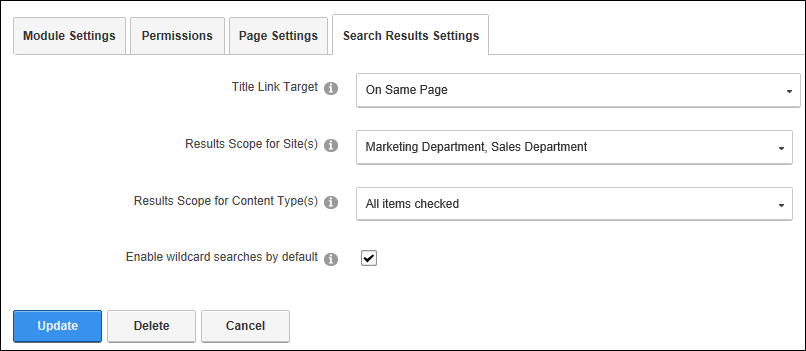 Module Settings Permissions Page Settings Search Results Settings
Title Link Target On Same Page
Results Scope for Site(s) Marketing Department, Sales Department
Results Scope for Content Type(s) All items checked
Enable wildcard searches by default
Update Delete Cancel